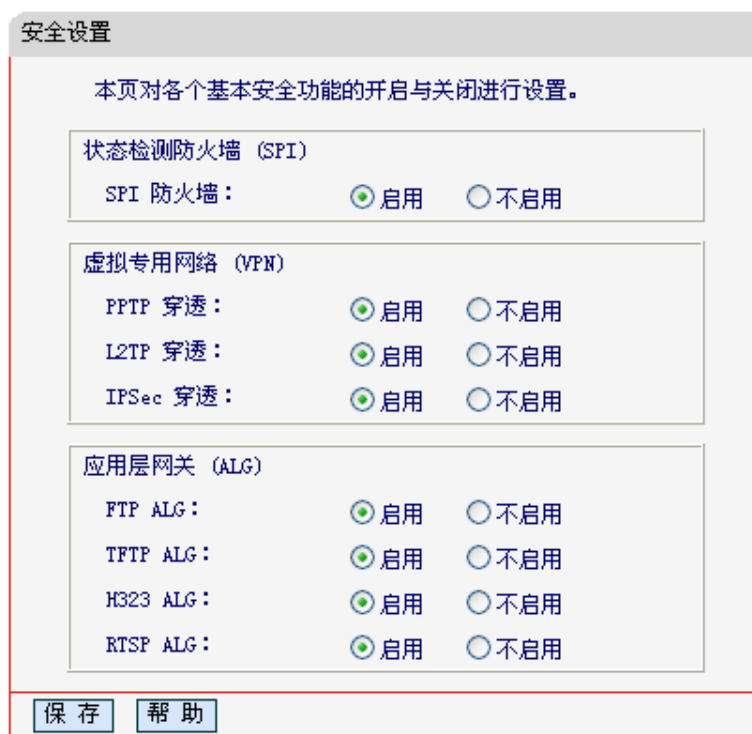 安全设置
本页对各个基本安全功能的开启与关闭进行设置。
状态检测防火墙 (SPI)
SPI 防火墙： 启用 不启用
虚拟专用网络 (VPN)
PPTP 穿透： 启用 不启用
L2TP 穿透： 启用 不启用
IPSec 穿透： 启用 不启用
应用层网关 (ALG)
FTP ALG： 启用 不启用
TFTP ALG： 启用 不启用
H323 ALG： 启用 不启用
RTSP ALG： 启用 不启用
保 存 帮 助